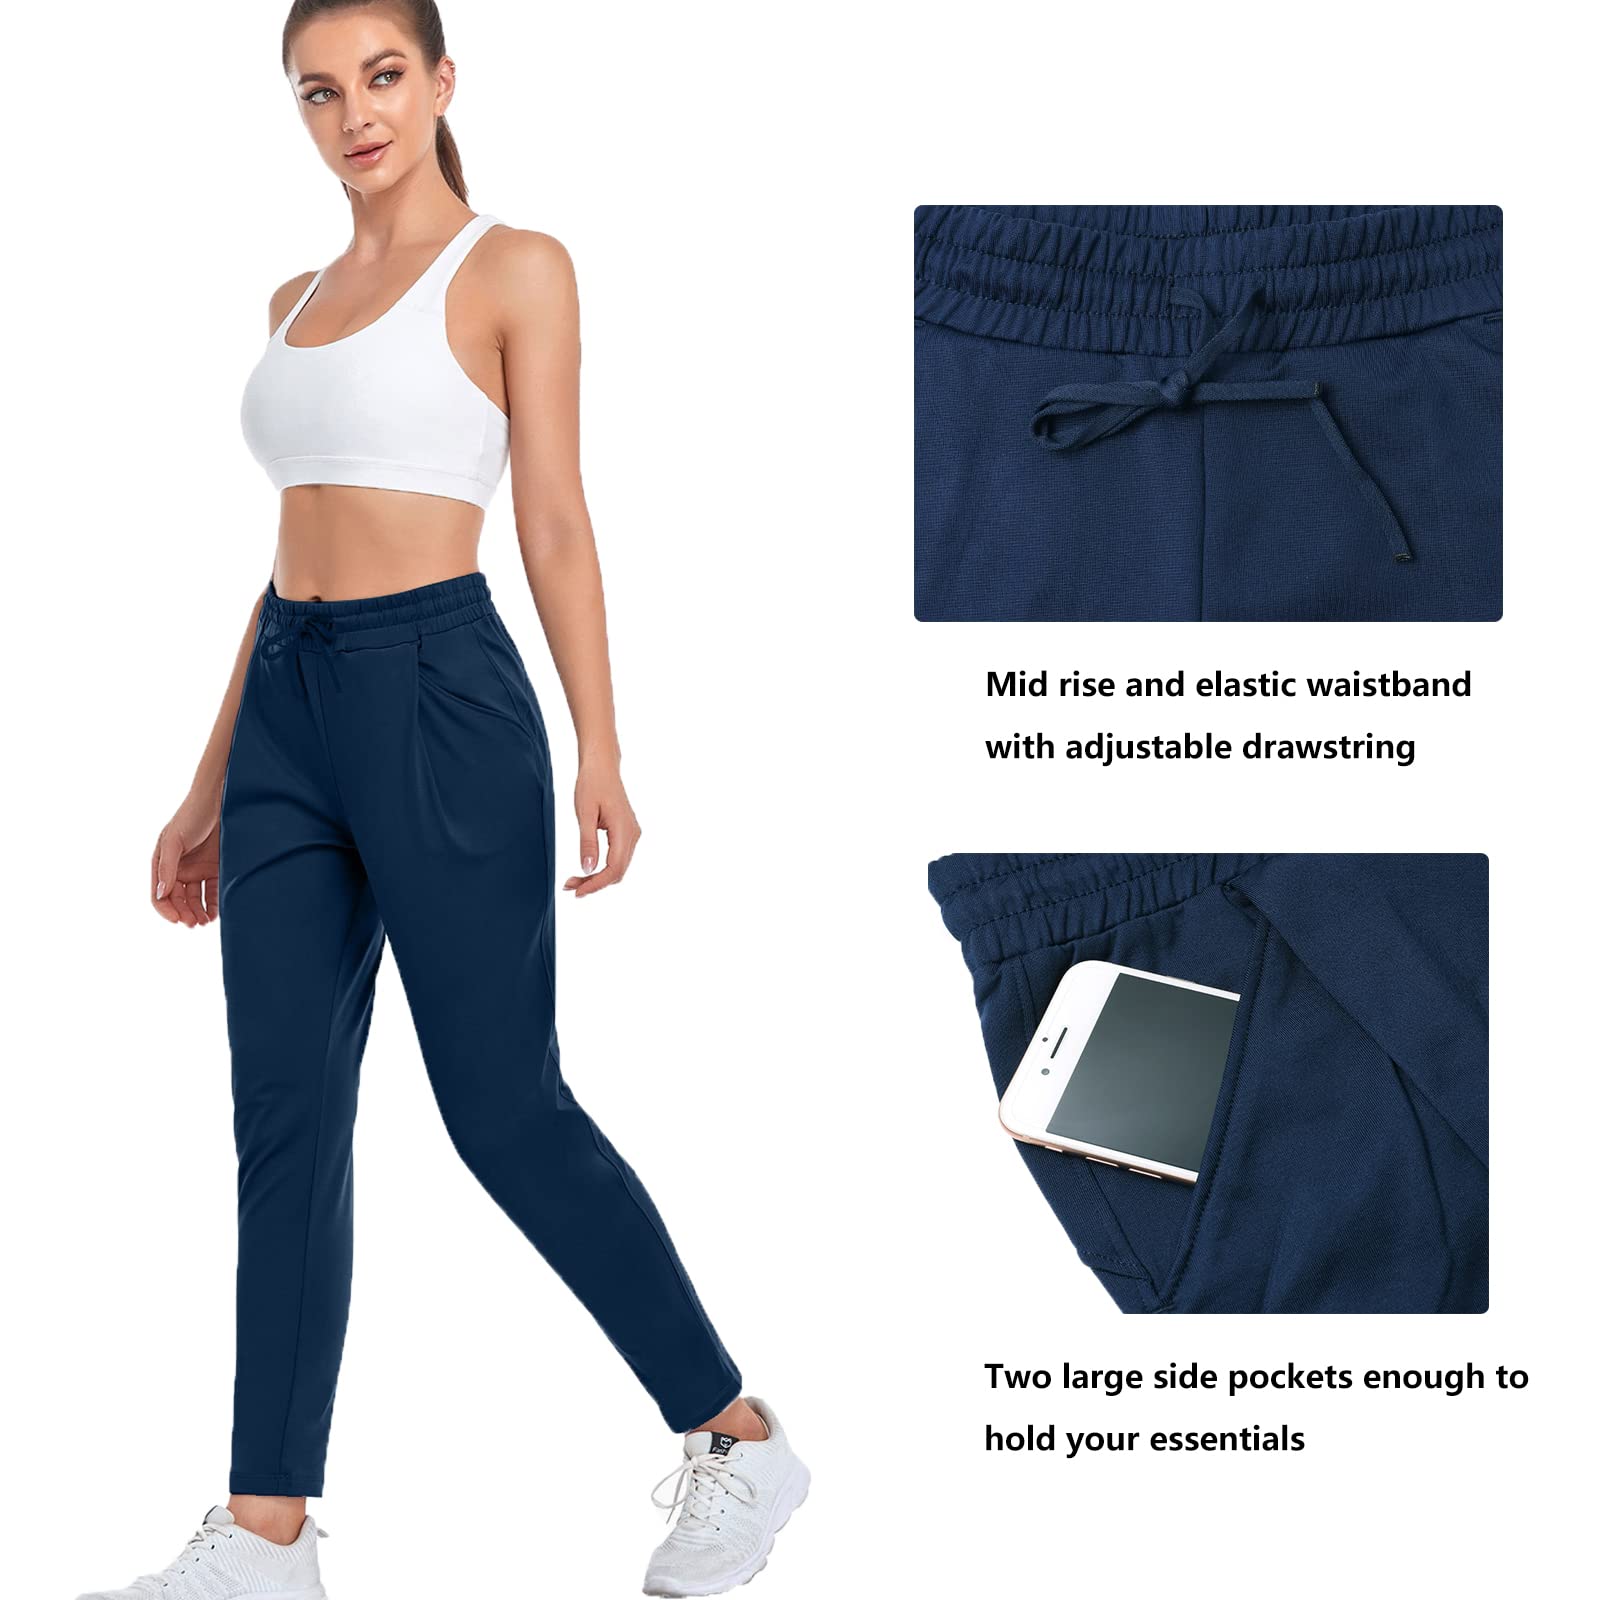 Mid rise and elastic waistband
with adjustable drawstring
Two large side pockets enough to
hold your essentials